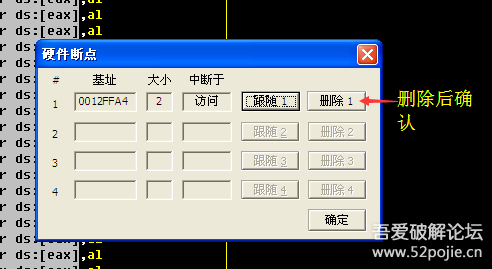 r ds:[eax],al
r ds:[eax],al
r ds:[eax],al
硬件断点
# 基址 大小 中断于
1 0012FFA4 2 访问 跟随 1 删除 1
删除后确认
2 跟随 2 删除 2
3 跟随 3 删除 3
4 跟随 4 删除 4
确定
r ds:[eax],al
r ds:[eax],al
吾爱破解论坛
www.52pojie.cn